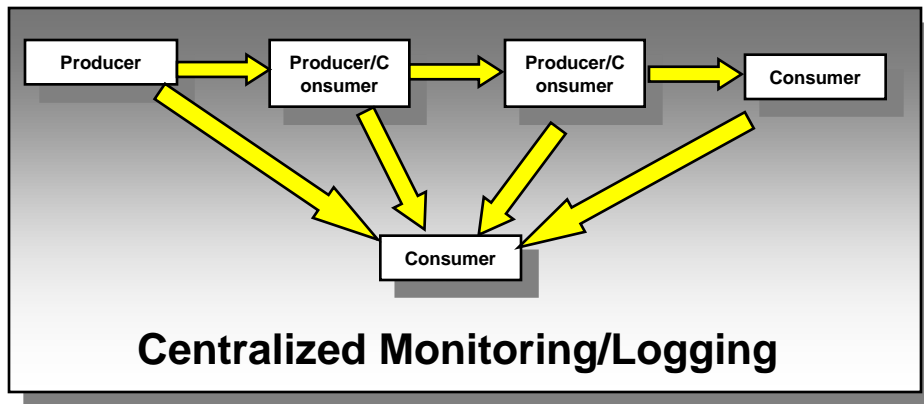 Producer
Producer/C
onsumer
Producer/C
onsumer
Consumer
Consumer
Centralized Monitoring/Logging